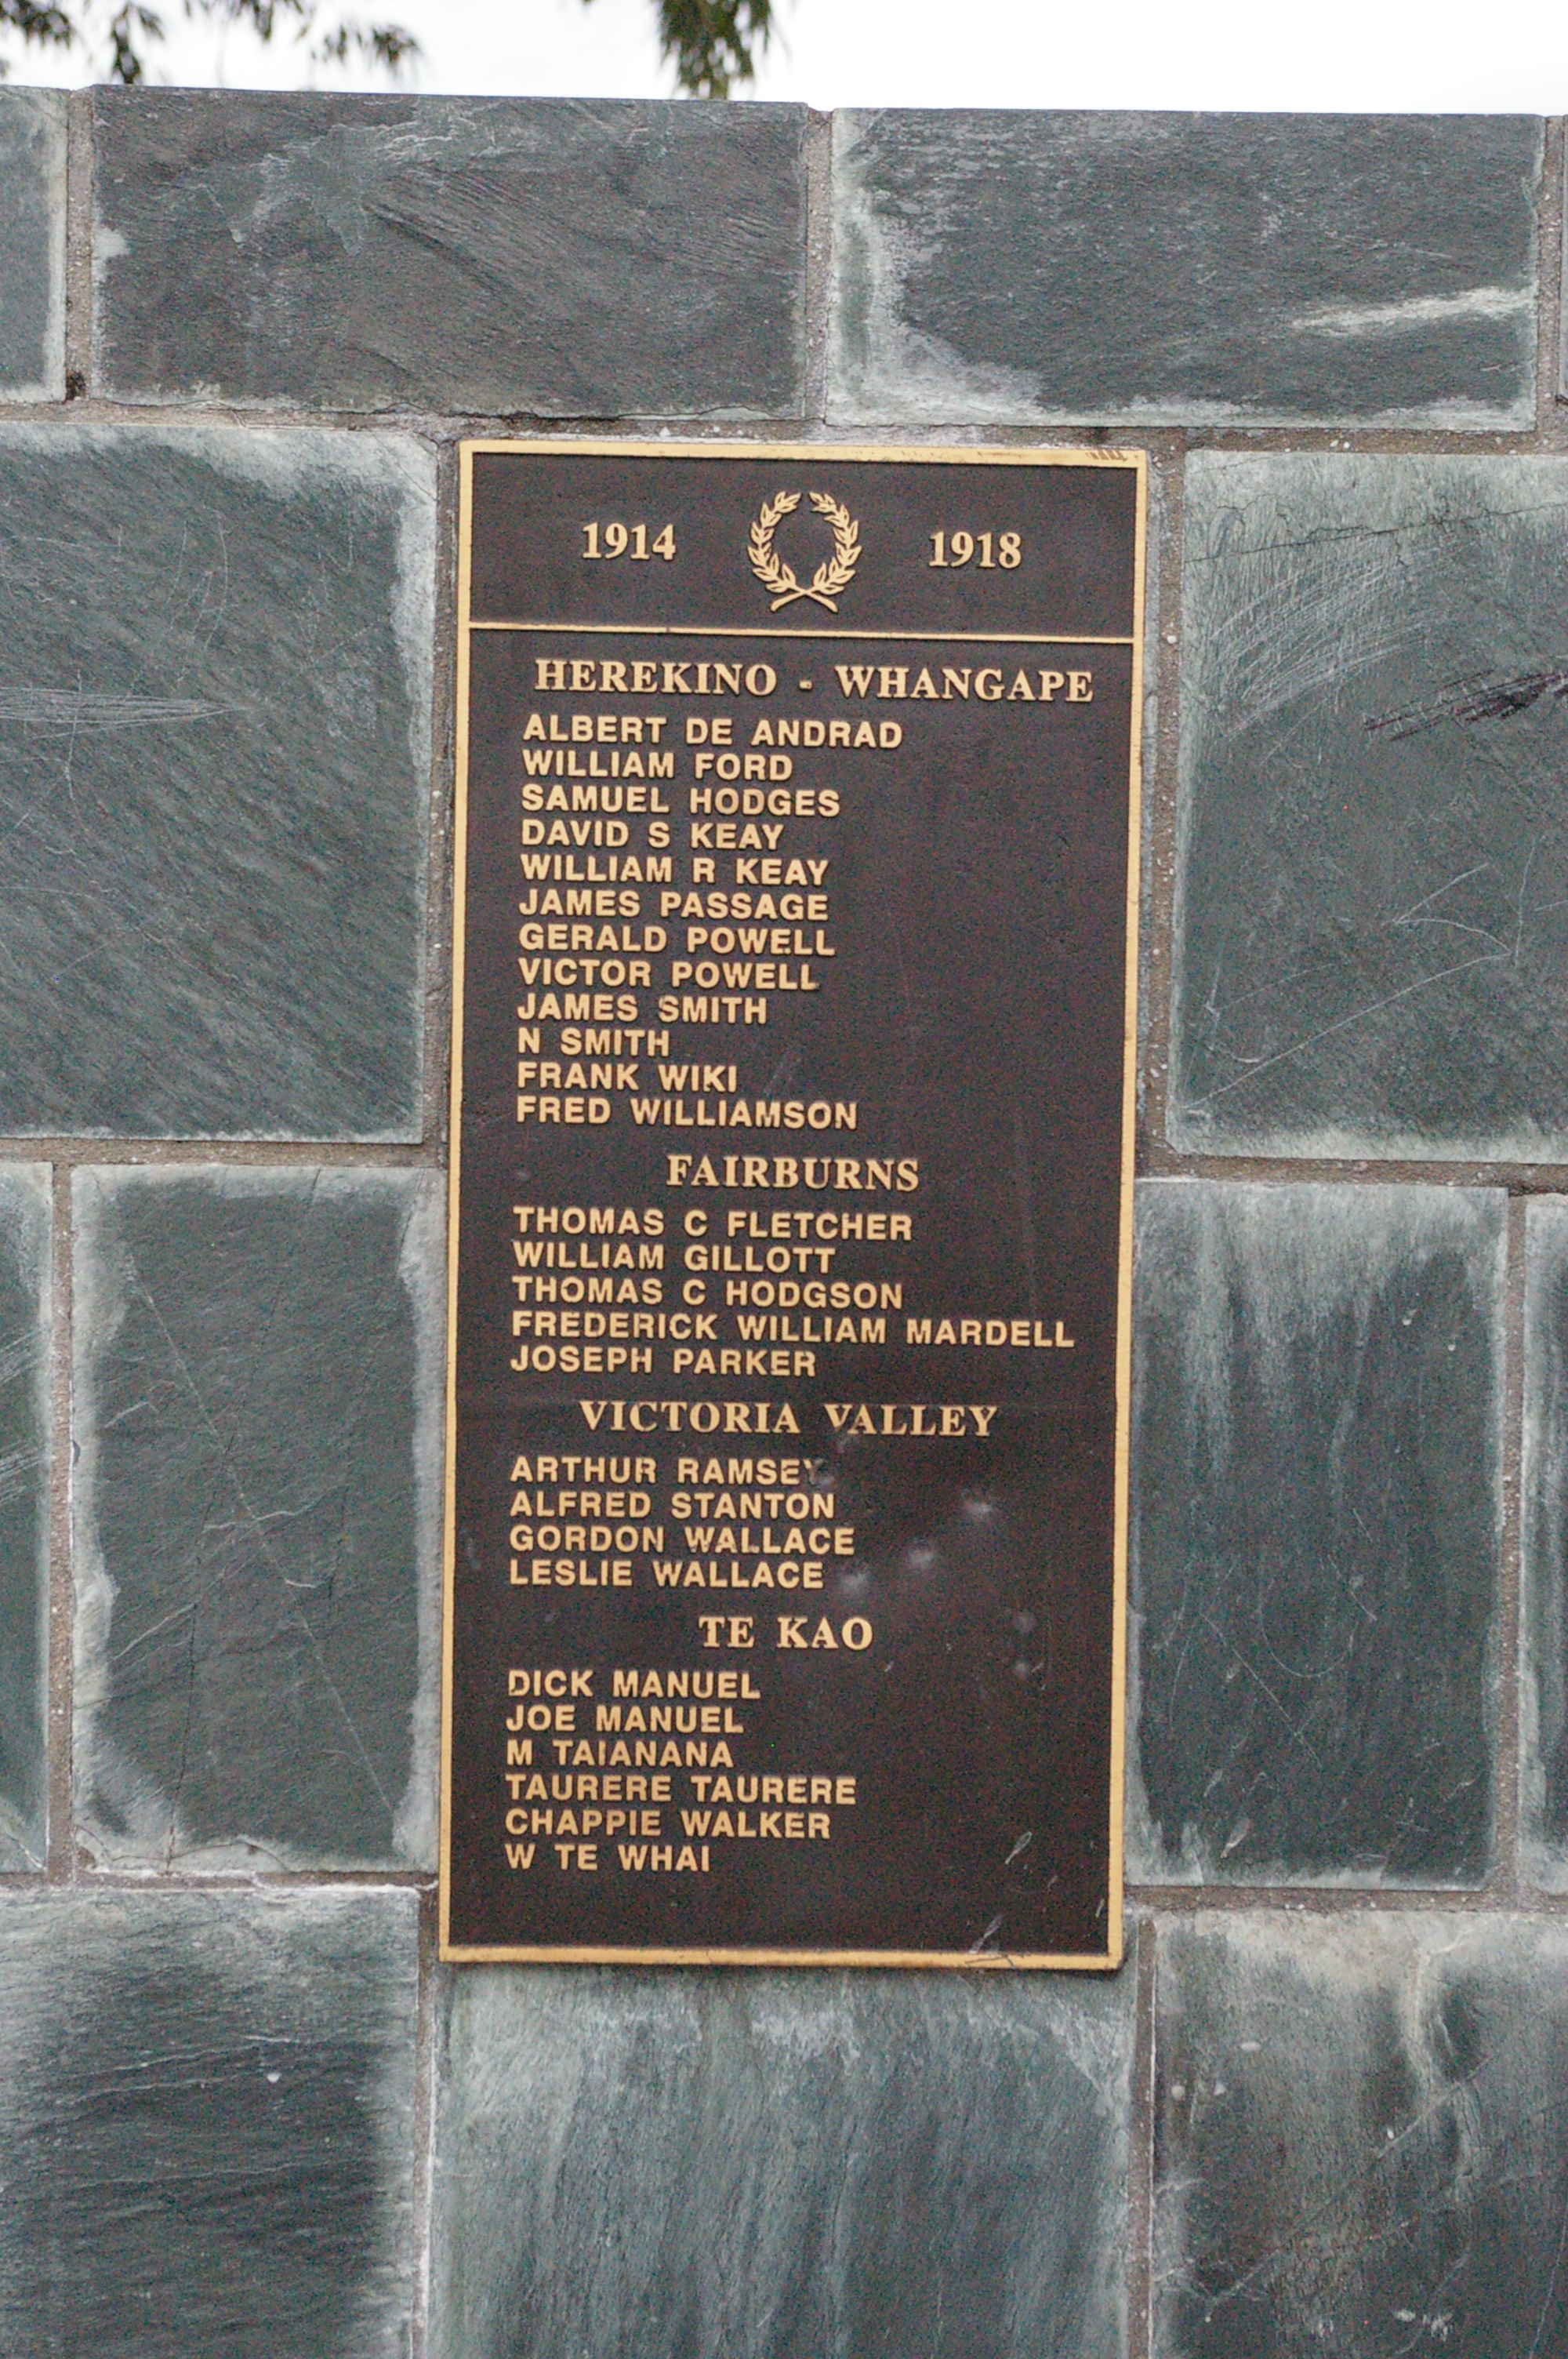 1914 1918
HEREKINO - WHANGAPE
ALBERT DE ANDRAD
WILLIAM FORD
SAMUEL HODGES
DAVID S KEAY
WILLIAM R KEAY
JAMES PASSAGE
GERALD POWELL
VICTOR POWELL
JAMES SMITH
N SMITH
FRANK WIKI
FRED WILLIAMSON
FAIRBURNS
THOMAS C FLETCHER
WILLIAM GILLOTT
THOMAS C HODGSON
FREDERICK WILLIAM MARDELL
JOSEPH PARKER
VICTORIA VALLEY
ARTHUR RAMSEY
ALFRED STANTON
GORDON WALLACE
LESLIE WALLACE
TE KAO
DICK MANUEL
JOE MANUEL
M TAIANANA
TAURERE TAURERE
CHAPPIE WALKER
W TE WHAI